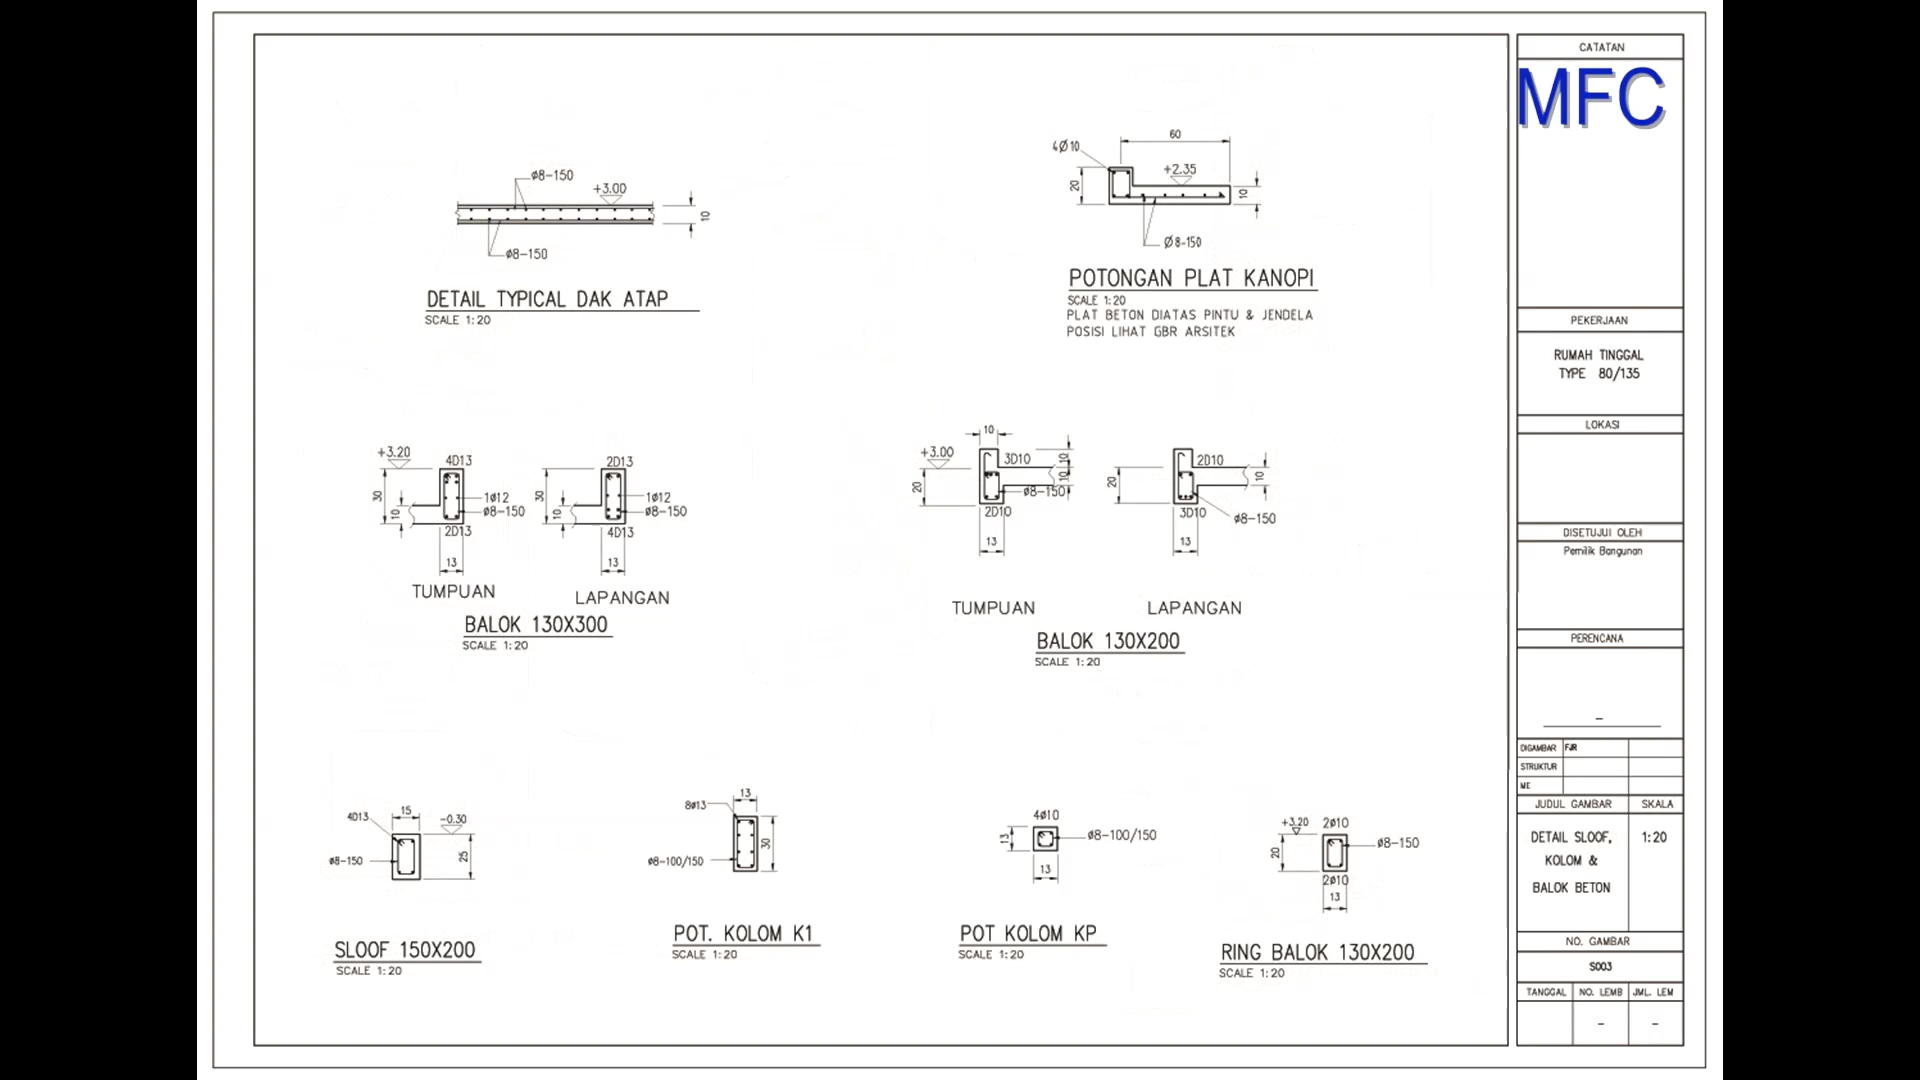 ø8-150
+3.00
10
ø8-150
DETAIL TYPICAL DAK ATAP
SCALE 1:20
60
4Ø10
+2.35
20
10
Ø8-150
POTONGAN PLAT KANOPI
SCALE 1:20
PLAT BETON DIATAS PINTU & JENDELA
POSISI LIHAT GBR ARSITEK
+3.20
4D13
30
10
1ø12
ø8-150
2D13
13
TUMPUAN
2D13
30
10
1ø12
ø8-150
4D13
13
LAPANGAN
BALOK 130X300
SCALE 1:20
10
+3.00
3D10
10
20
10
ø8-150
2D10
13
TUMPUAN
2D10
20
10
3D10
ø8-150
13
LAPANGAN
BALOK 130X200
SCALE 1:20
15
4D13
-0.30
ø8-150
25
SLOOF 150X200
SCALE 1:20
13
8ø13
30
ø8-100/150
POT. KOLOM K1
SCALE 1:20
4ø10
13
ø8-100/150
13
POT KOLOM KP
SCALE 1:20
+3.20
2ø10
20
ø8-150
2ø10
13
RING BALOK 130X200
SCALE 1:20
CATATAN
MFC
PEKERJAAN
RUMAH TINGGAL
TYPE 80/135
LOKASI
DISETUJUI OLEH
Pemilik Bangunan
PERENCANA
-
DIGAMBAR FJR
STRUKTUR
ME
JUDUL GAMBAR SKALA
DETAIL SLOOF, 1:20
KOLOM &
BALOK BETON
NO. GAMBAR
S003
TANGGAL NO. LEMB JML. LEM
- -